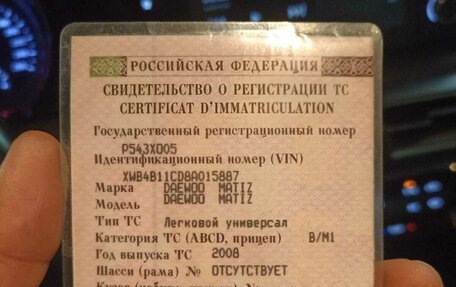 РОССИЙСКАЯ ФЕДЕРАЦИЯ
СВИДЕТЕЛЬСТВО О РЕГИСТРАЦИИ ТС
CERTIFICAT D'IMMATRICULATION
Государственный регистрационный номер
Р543ХО05
Идентификационный номер (VIN)
XWB4B11CD8A015887
Марка DAEWOO MATIZ
Модель DAEWOO MATIZ
Тип ТС Легковой универсал
Категория ТС (ABCD, прицеп) B/M1
Год выпуска ТС 2008
Шасси (рама) № ОТСУТСТВУЕТ